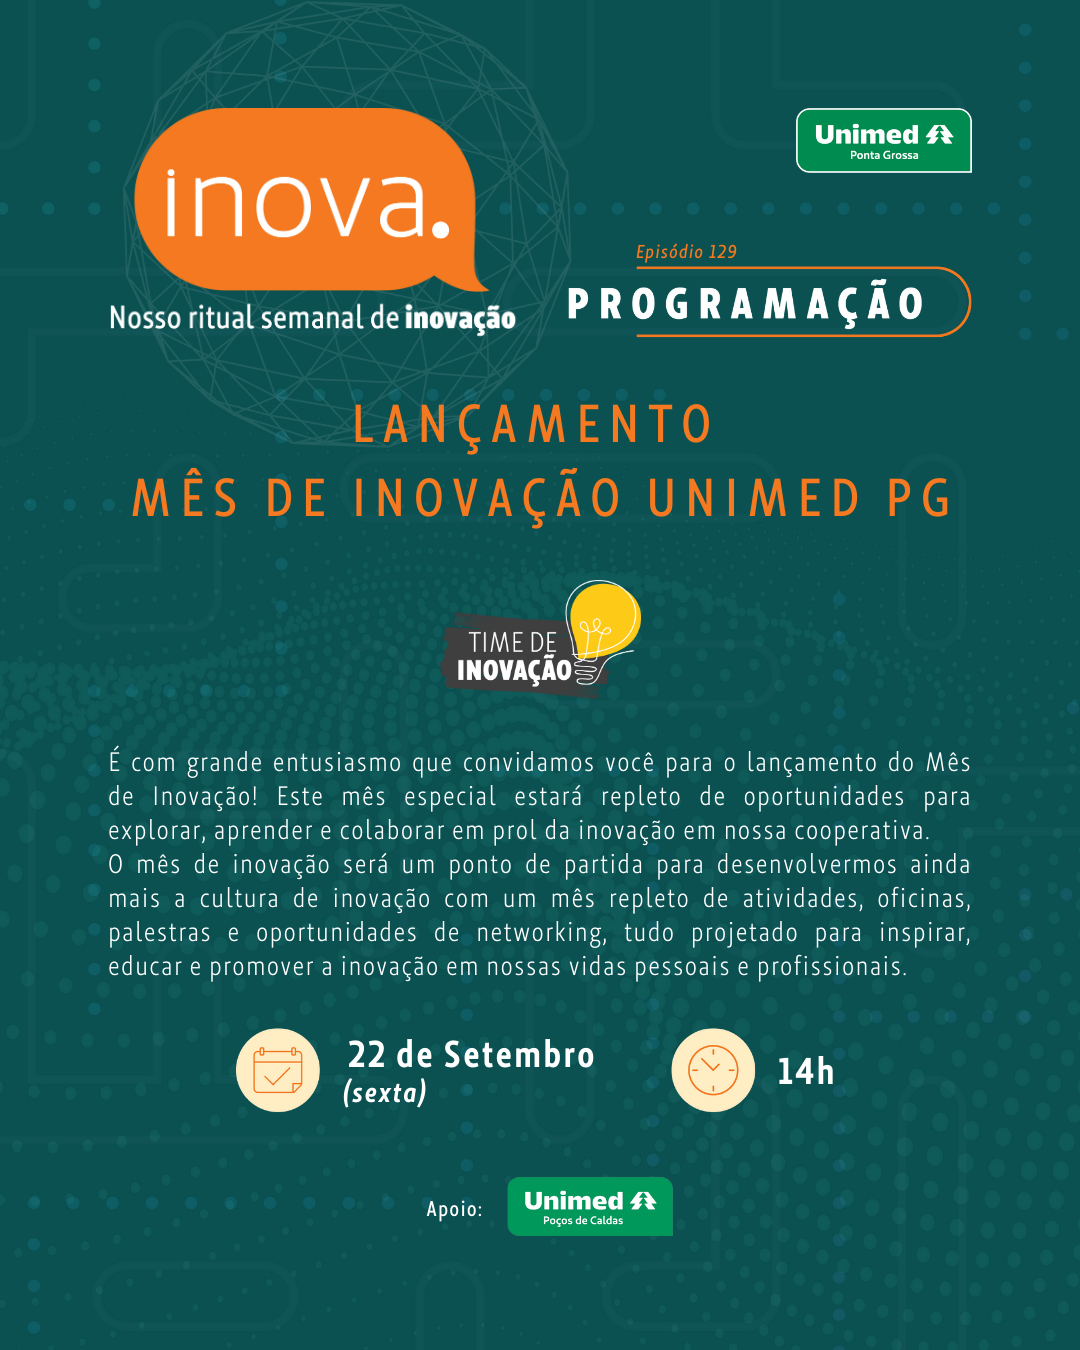 inova.
Nosso ritual semanal de inovação
Unimed
Ponta Grossa
Episódio 129
PROGRAMAÇÃO
LANÇAMENTO
MÊS DE INOVAÇÃO UNIMED PG
TIME DE
INOVAÇÃO
É com grande entusiasmo que convidamos você para o lançamento do Mês
de Inovação! Este mês especial estará repleto de oportunidades para
explorar, aprender e colaborar em prol da inovação em nossa cooperativa.
O mês de inovação será um ponto de partida para desenvolvermos ainda
mais a cultura de inovação com um mês repleto de atividades, oficinas,
palestras e oportunidades de networking, tudo projetado para inspirar,
educar e promover a inovação em nossas vidas pessoais e profissionais.
22 de Setembro
(sexta)
14h
Apoio:
Unimed
Poços de Caldas